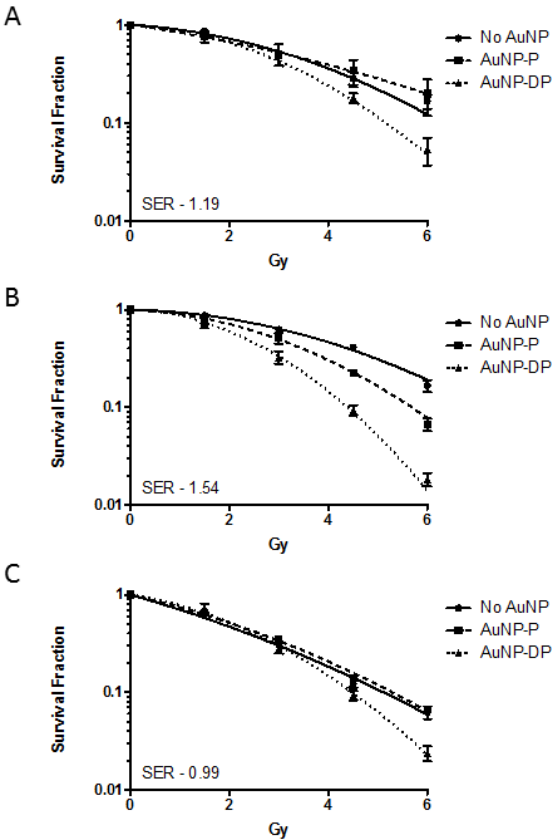 A
Survival Fraction
1
0.1
0.01
SER - 1.19
0 2 4 6
Gy
No AuNP
AuNP-P
AuNP-DP
B
Survival Fraction
1
0.1
0.01
SER - 1.54
0 2 4 6
Gy
No AuNP
AuNP-P
AuNP-DP
C
Survival Fraction
1
0.1
0.01
SER - 0.99
0 2 4 6
Gy
No AuNP
AuNP-P
AuNP-DP